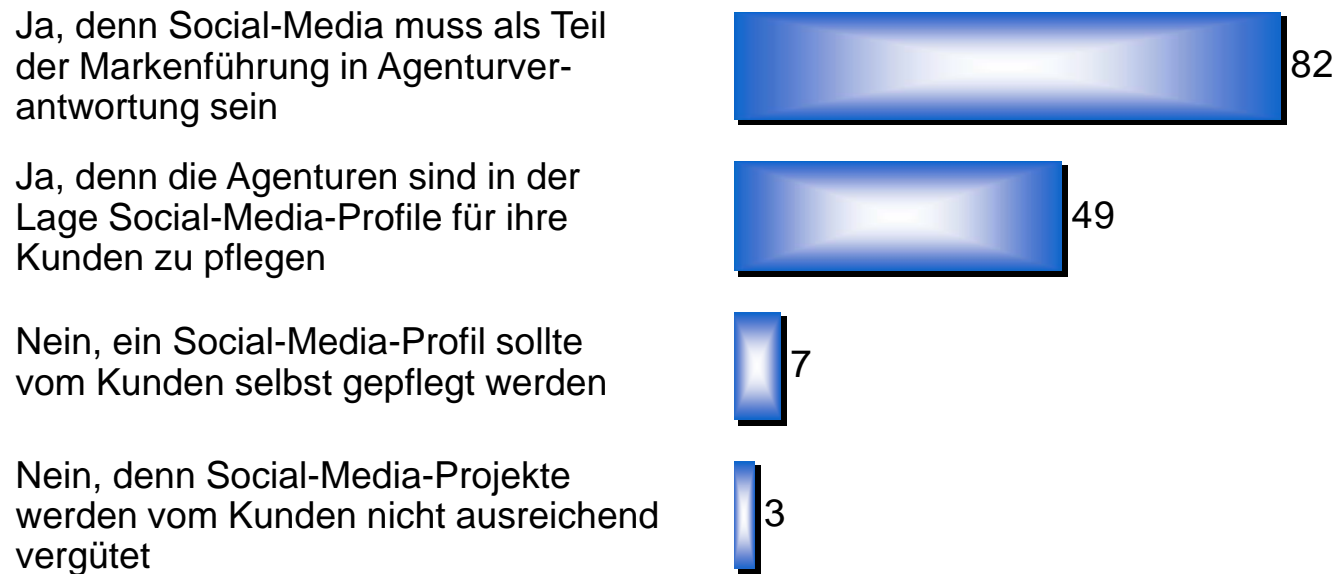 Ja, denn Social-Media muss als Teil
der Markenführung in Agenturver-
antwortung sein
82
Ja, denn die Agenturen sind in der
Lage Social-Media-Profile für ihre
Kunden zu pflegen
49
Nein, ein Social-Media-Profil sollte
vom Kunden selbst gepflegt werden
7
Nein, denn Social-Media-Projekte
werden vom Kunden nicht ausreichend
vergütet
3